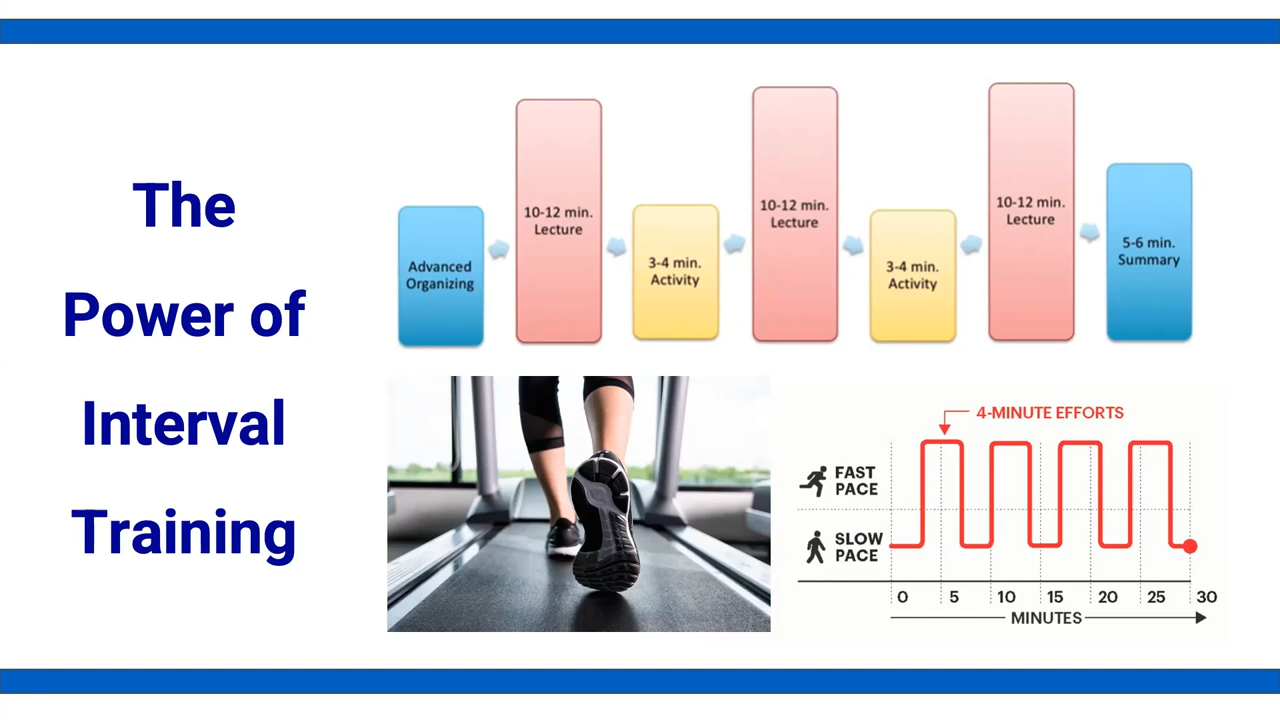 The
Power of
Interval
Training
Advanced
Organizing
10-12 min.
Lecture
3-4 min.
Activity
10-12 min.
Lecture
3-4 min.
Activity
10-12 min.
Lecture
5-6 min.
Summary
4-MINUTE EFFORTS
FAST
PACE
SLOW
PACE
0 5 10 15 20 25 30
MINUTES